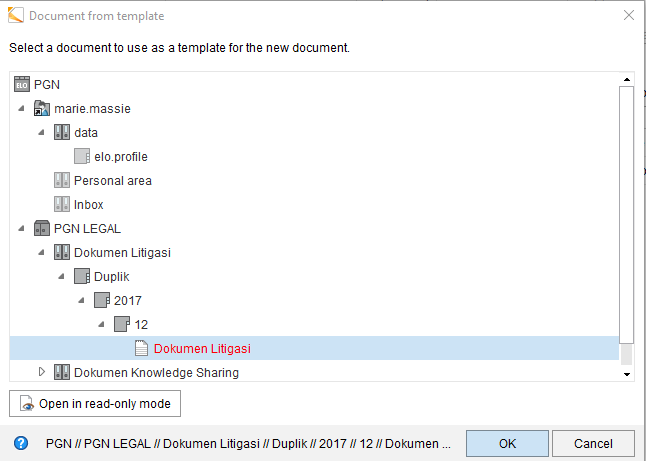 Document from template
Select a document to use as a template for the new document.
ELO PGN
marie.massie
data
elo.profile
Personal area
Inbox
PGN LEGAL
Dokumen Litigasi
Duplik
2017
12
Dokumen Litigasi
Dokumen Knowledge Sharing
Open in read-only mode
? PGN // PGN LEGAL // Dokumen Litigasi // Duplik // 2017 // 12 // Dokumen ... OK Cancel